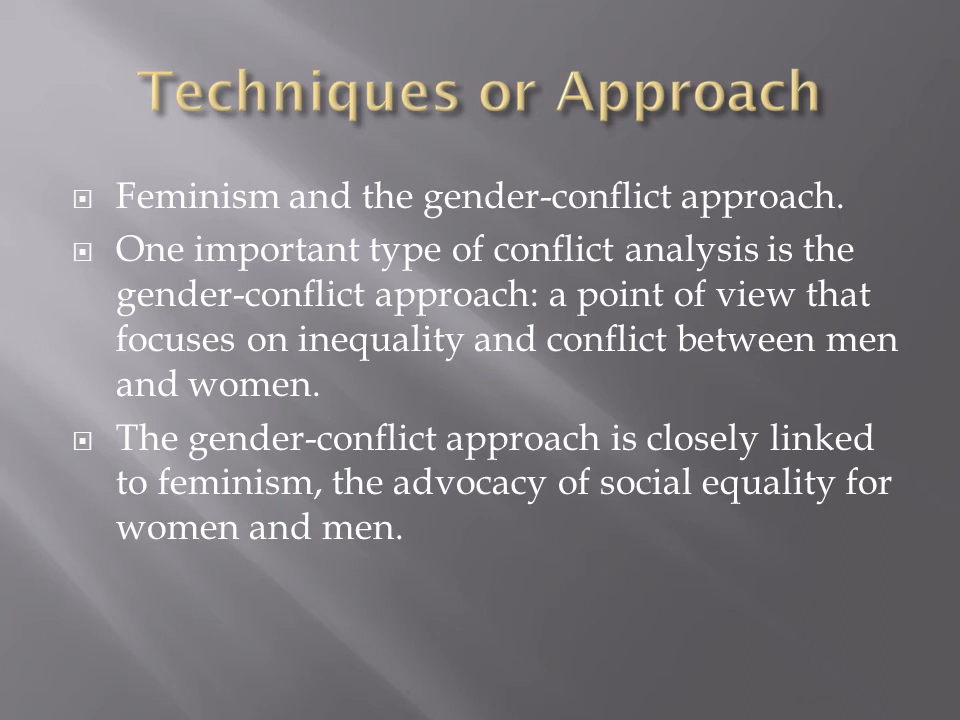 Techniques or Approach
Feminism and the gender-conflict approach.
One important type of conflict analysis is the
gender-conflict approach: a point of view that
focuses on inequality and conflict between men
and women.
The gender-conflict approach is closely linked
to feminism, the advocacy of social equality for
women and men.